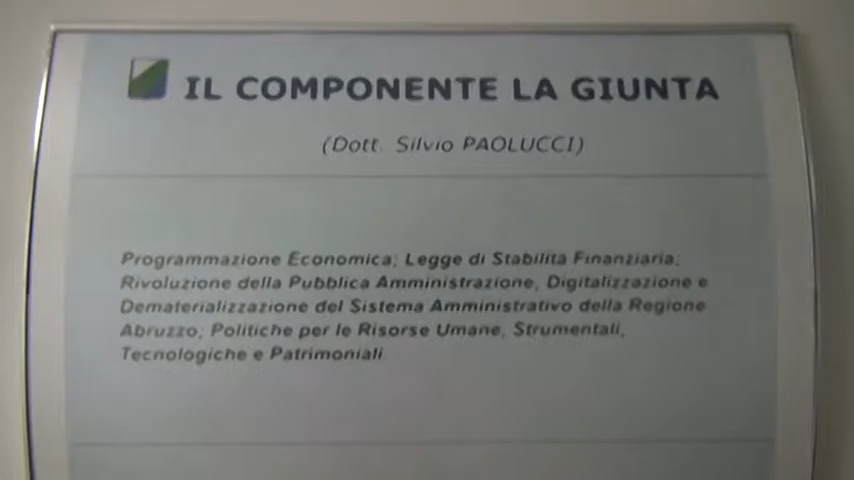 IL COMPONENTE LA GIUNTA
(Dott. Silvio PAOLUCCI)
Programmazione Economica; Legge di Stabilità Finanziaria;
Rivoluzione della Pubblica Amministrazione, Digitalizzazione e
Dematerializzazione del Sistema Amministrativo della Regione
Abruzzo; Politiche per le Risorse Umane, Strumentali,
Tecnologiche e Patrimoniali.